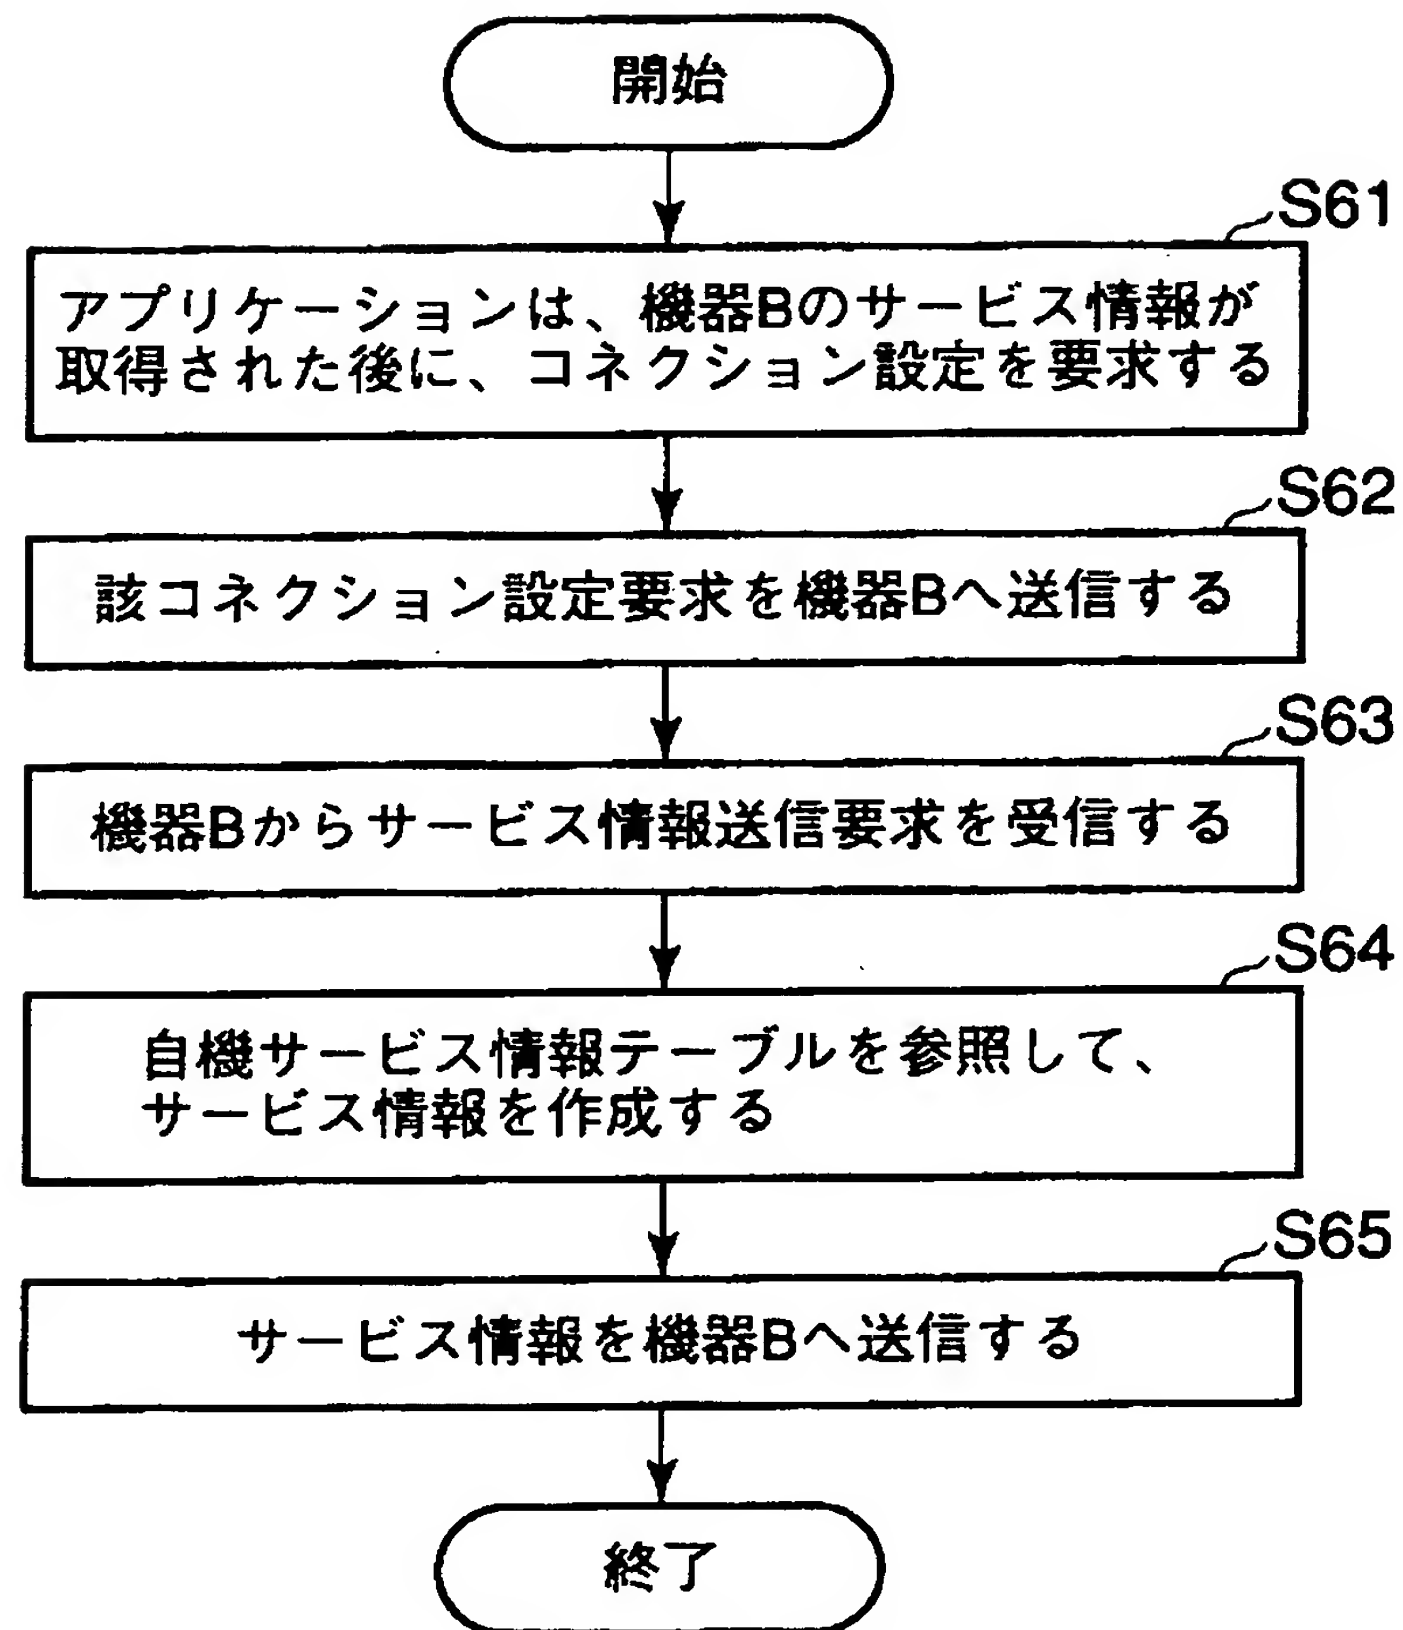 開始
S61
アプリケーションは、機器Bのサービス情報が
取得された後に、コネクション設定を要求する
S62
該コネクション設定要求を機器Bへ送信する
S63
機器Bからサービス情報送信要求を受信する
S64
自機サービス情報テーブルを参照して、
サービス情報を作成する
S65
サービス情報を機器Bへ送信する
終了